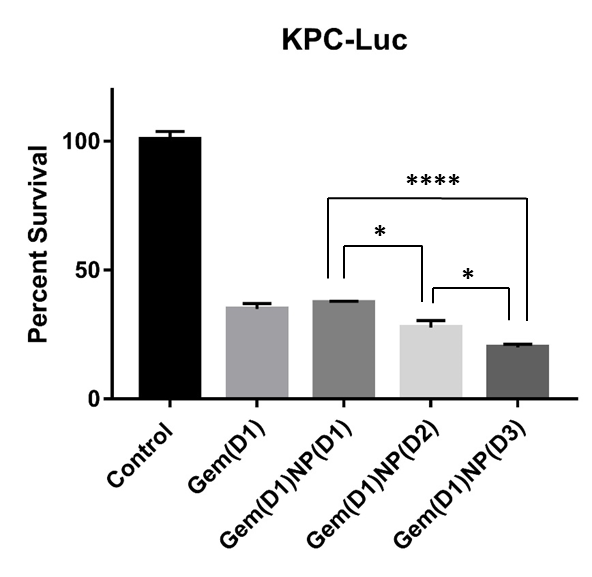 KPC-Luc
Percent Survival
100
50
0
****
*
*
Control
Gem(D1)
Gem(D1)NP(D1)
Gem(D1)NP(D2)
Gem(D1)NP(D3)